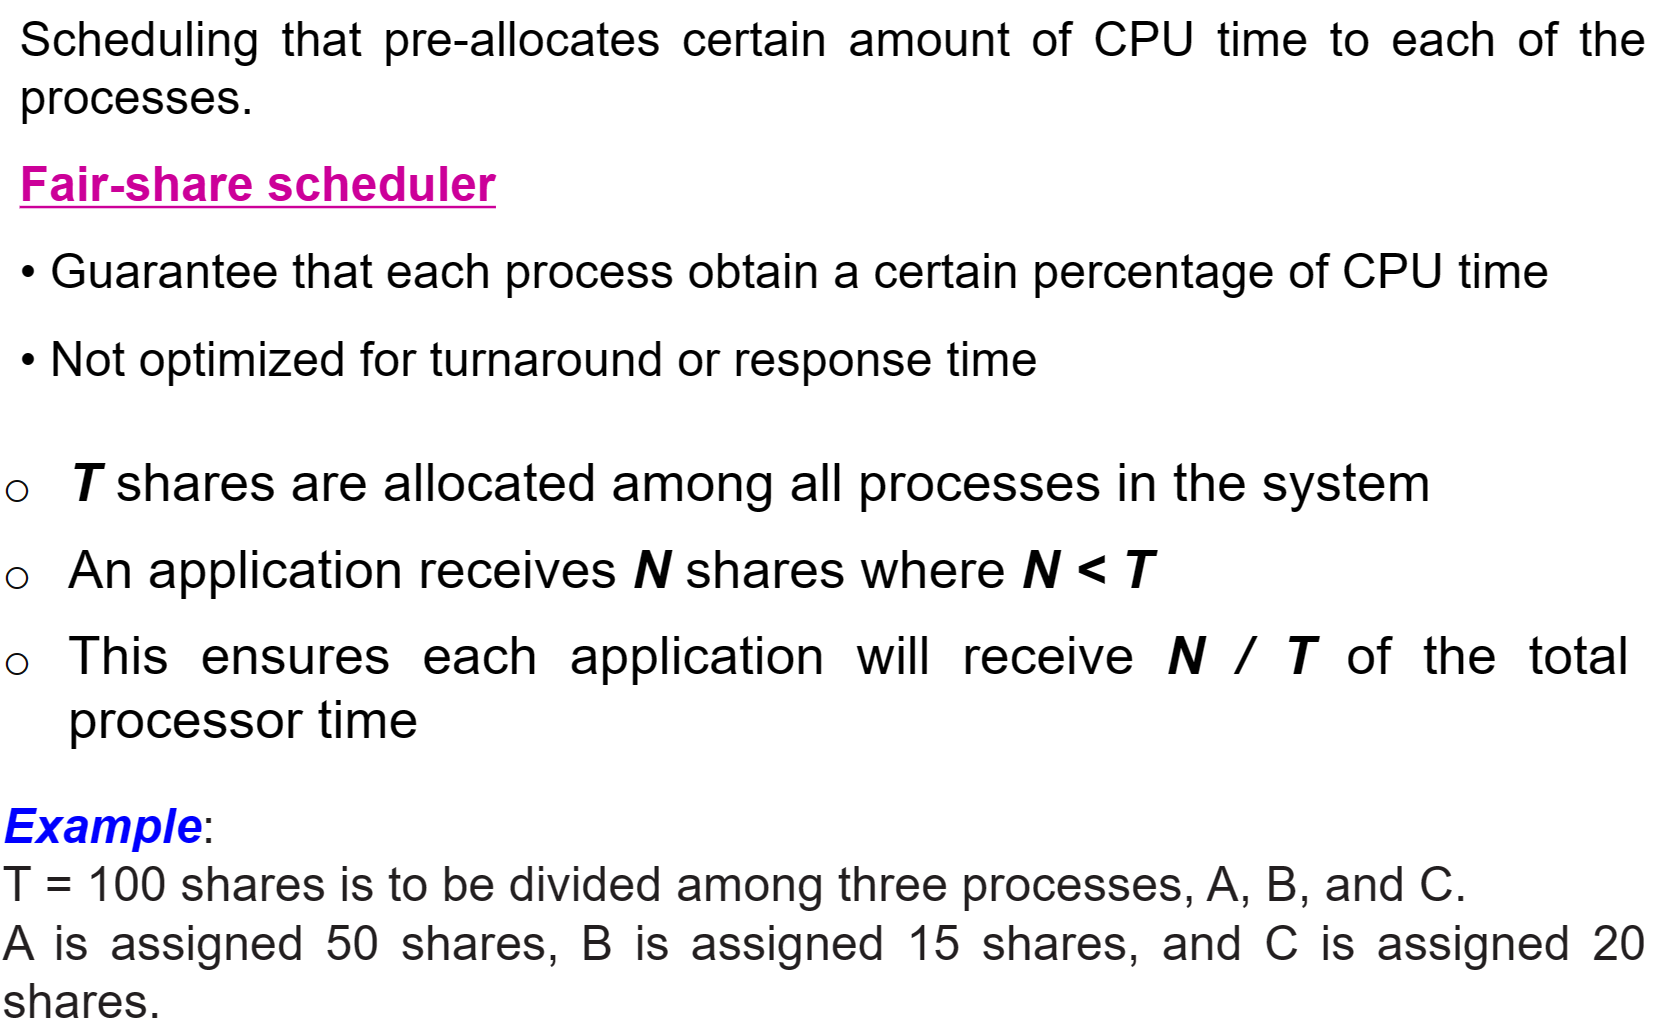 Scheduling that pre-allocates certain amount of CPU time to each of the
processes.
Fair-share scheduler
• Guarantee that each process obtain a certain percentage of CPU time
• Not optimized for turnaround or response time
○ T shares are allocated among all processes in the system
○ An application receives N shares where N < T
○ This ensures each application will receive N / T of the total
processor time
Example:
T = 100 shares is to be divided among three processes, A, B, and C.
A is assigned 50 shares, B is assigned 15 shares, and C is assigned 20
shares.